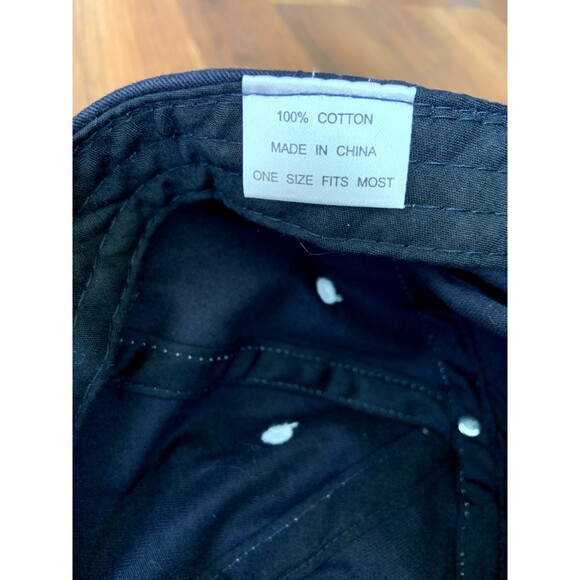 100% COTTON
MADE IN CHINA
ONE SIZE FITS MOST